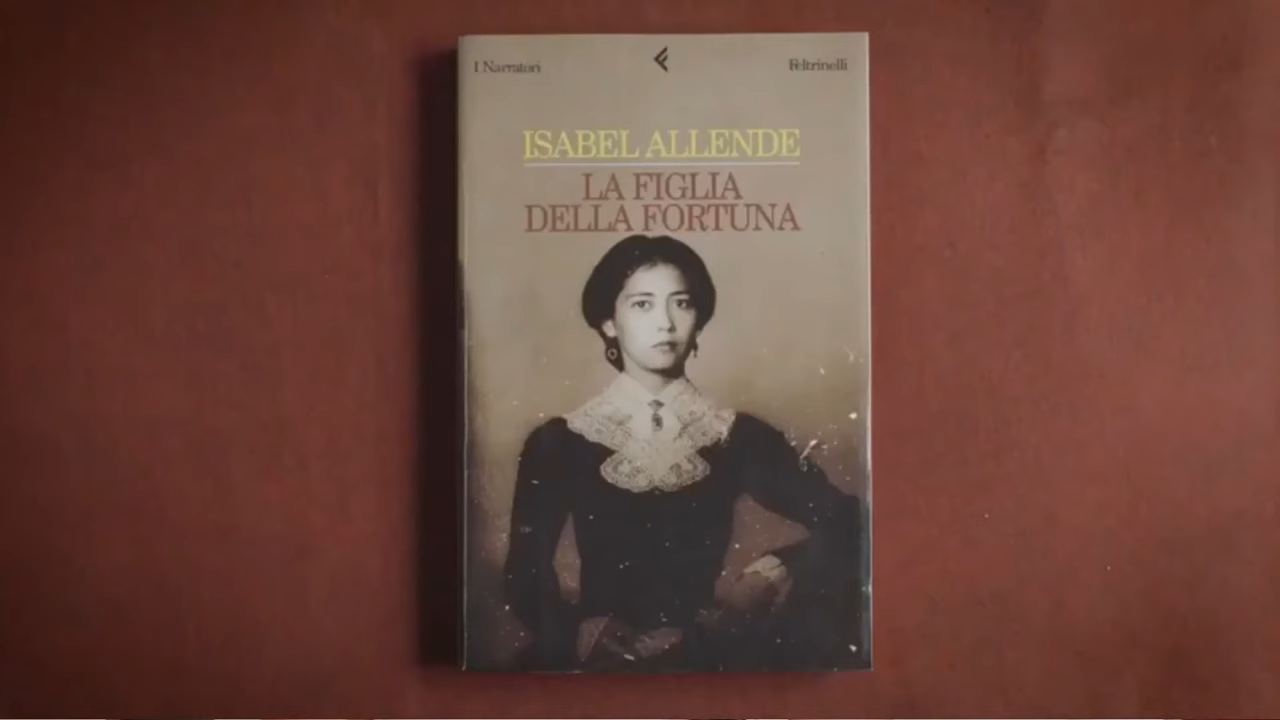 I Narratori
Feltrinelli
ISABEL ALLENDE
LA FIGLIA
DELLA FORTUNA